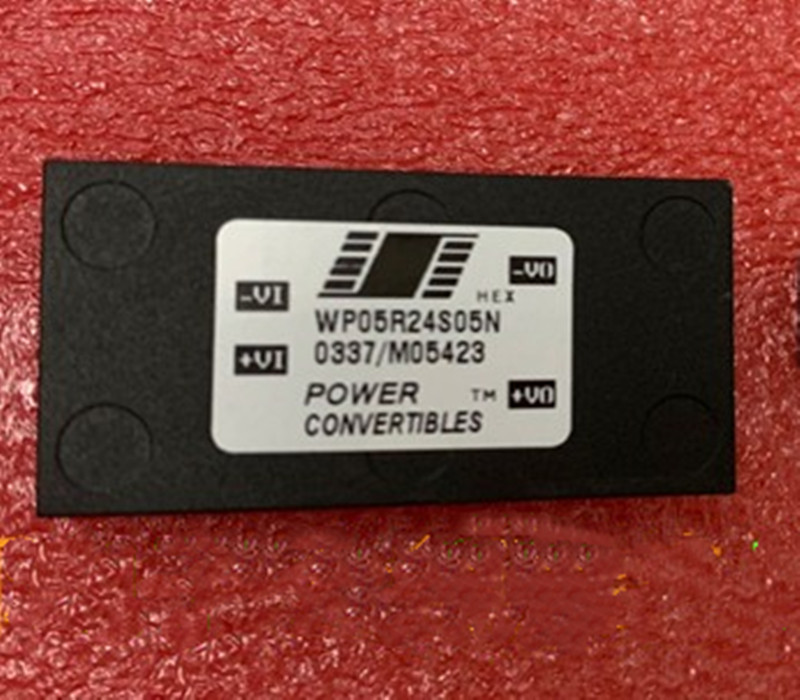 -VO
-VI
HEX
WP05R24S05N
+VI
0337/M05423
POWER ™ +VO
CONVERTIBLES